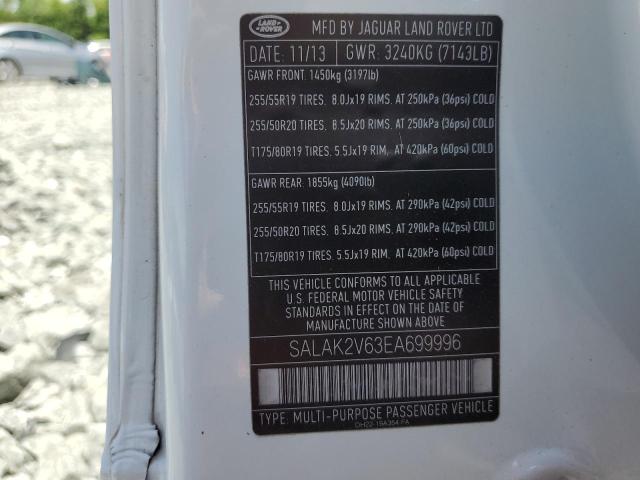 LAND ROVER
MFD BY JAGUAR LAND ROVER LTD
DATE: 11/13 GWR: 3240KG (7143LB)
GAWR FRONT: 1450kg (3197lb)
255/55R19 TIRES. 8.0Jx19 RIMS. AT 250kPa (36psi) COLD
255/50R20 TIRES. 8.5Jx20 RIMS. AT 250kPa (36psi) COLD
T175/80R19 TIRES. 5.5Jx19 RIM. AT 420kPa (60psi) COLD
GAWR REAR: 1855kg (4090lb)
255/55R19 TIRES. 8.0Jx19 RIMS. AT 290kPa (42psi) COLD
255/50R20 TIRES. 8.5Jx20 RIMS. AT 290kPa (42psi) COLD
T175/80R19 TIRES. 5.5Jx19 RIM. AT 420kPa (60psi) COLD
THIS VEHICLE CONFORMS TO ALL APPLICABLE
U.S. FEDERAL MOTOR VEHICLE SAFETY
STANDARDS IN EFFECT ON THE DATE OF
MANUFACTURE SHOWN ABOVE.
SALAK2V63EA699996
TYPE: MULTI-PURPOSE PASSENGER VEHICLE
DH22-19A354-FA